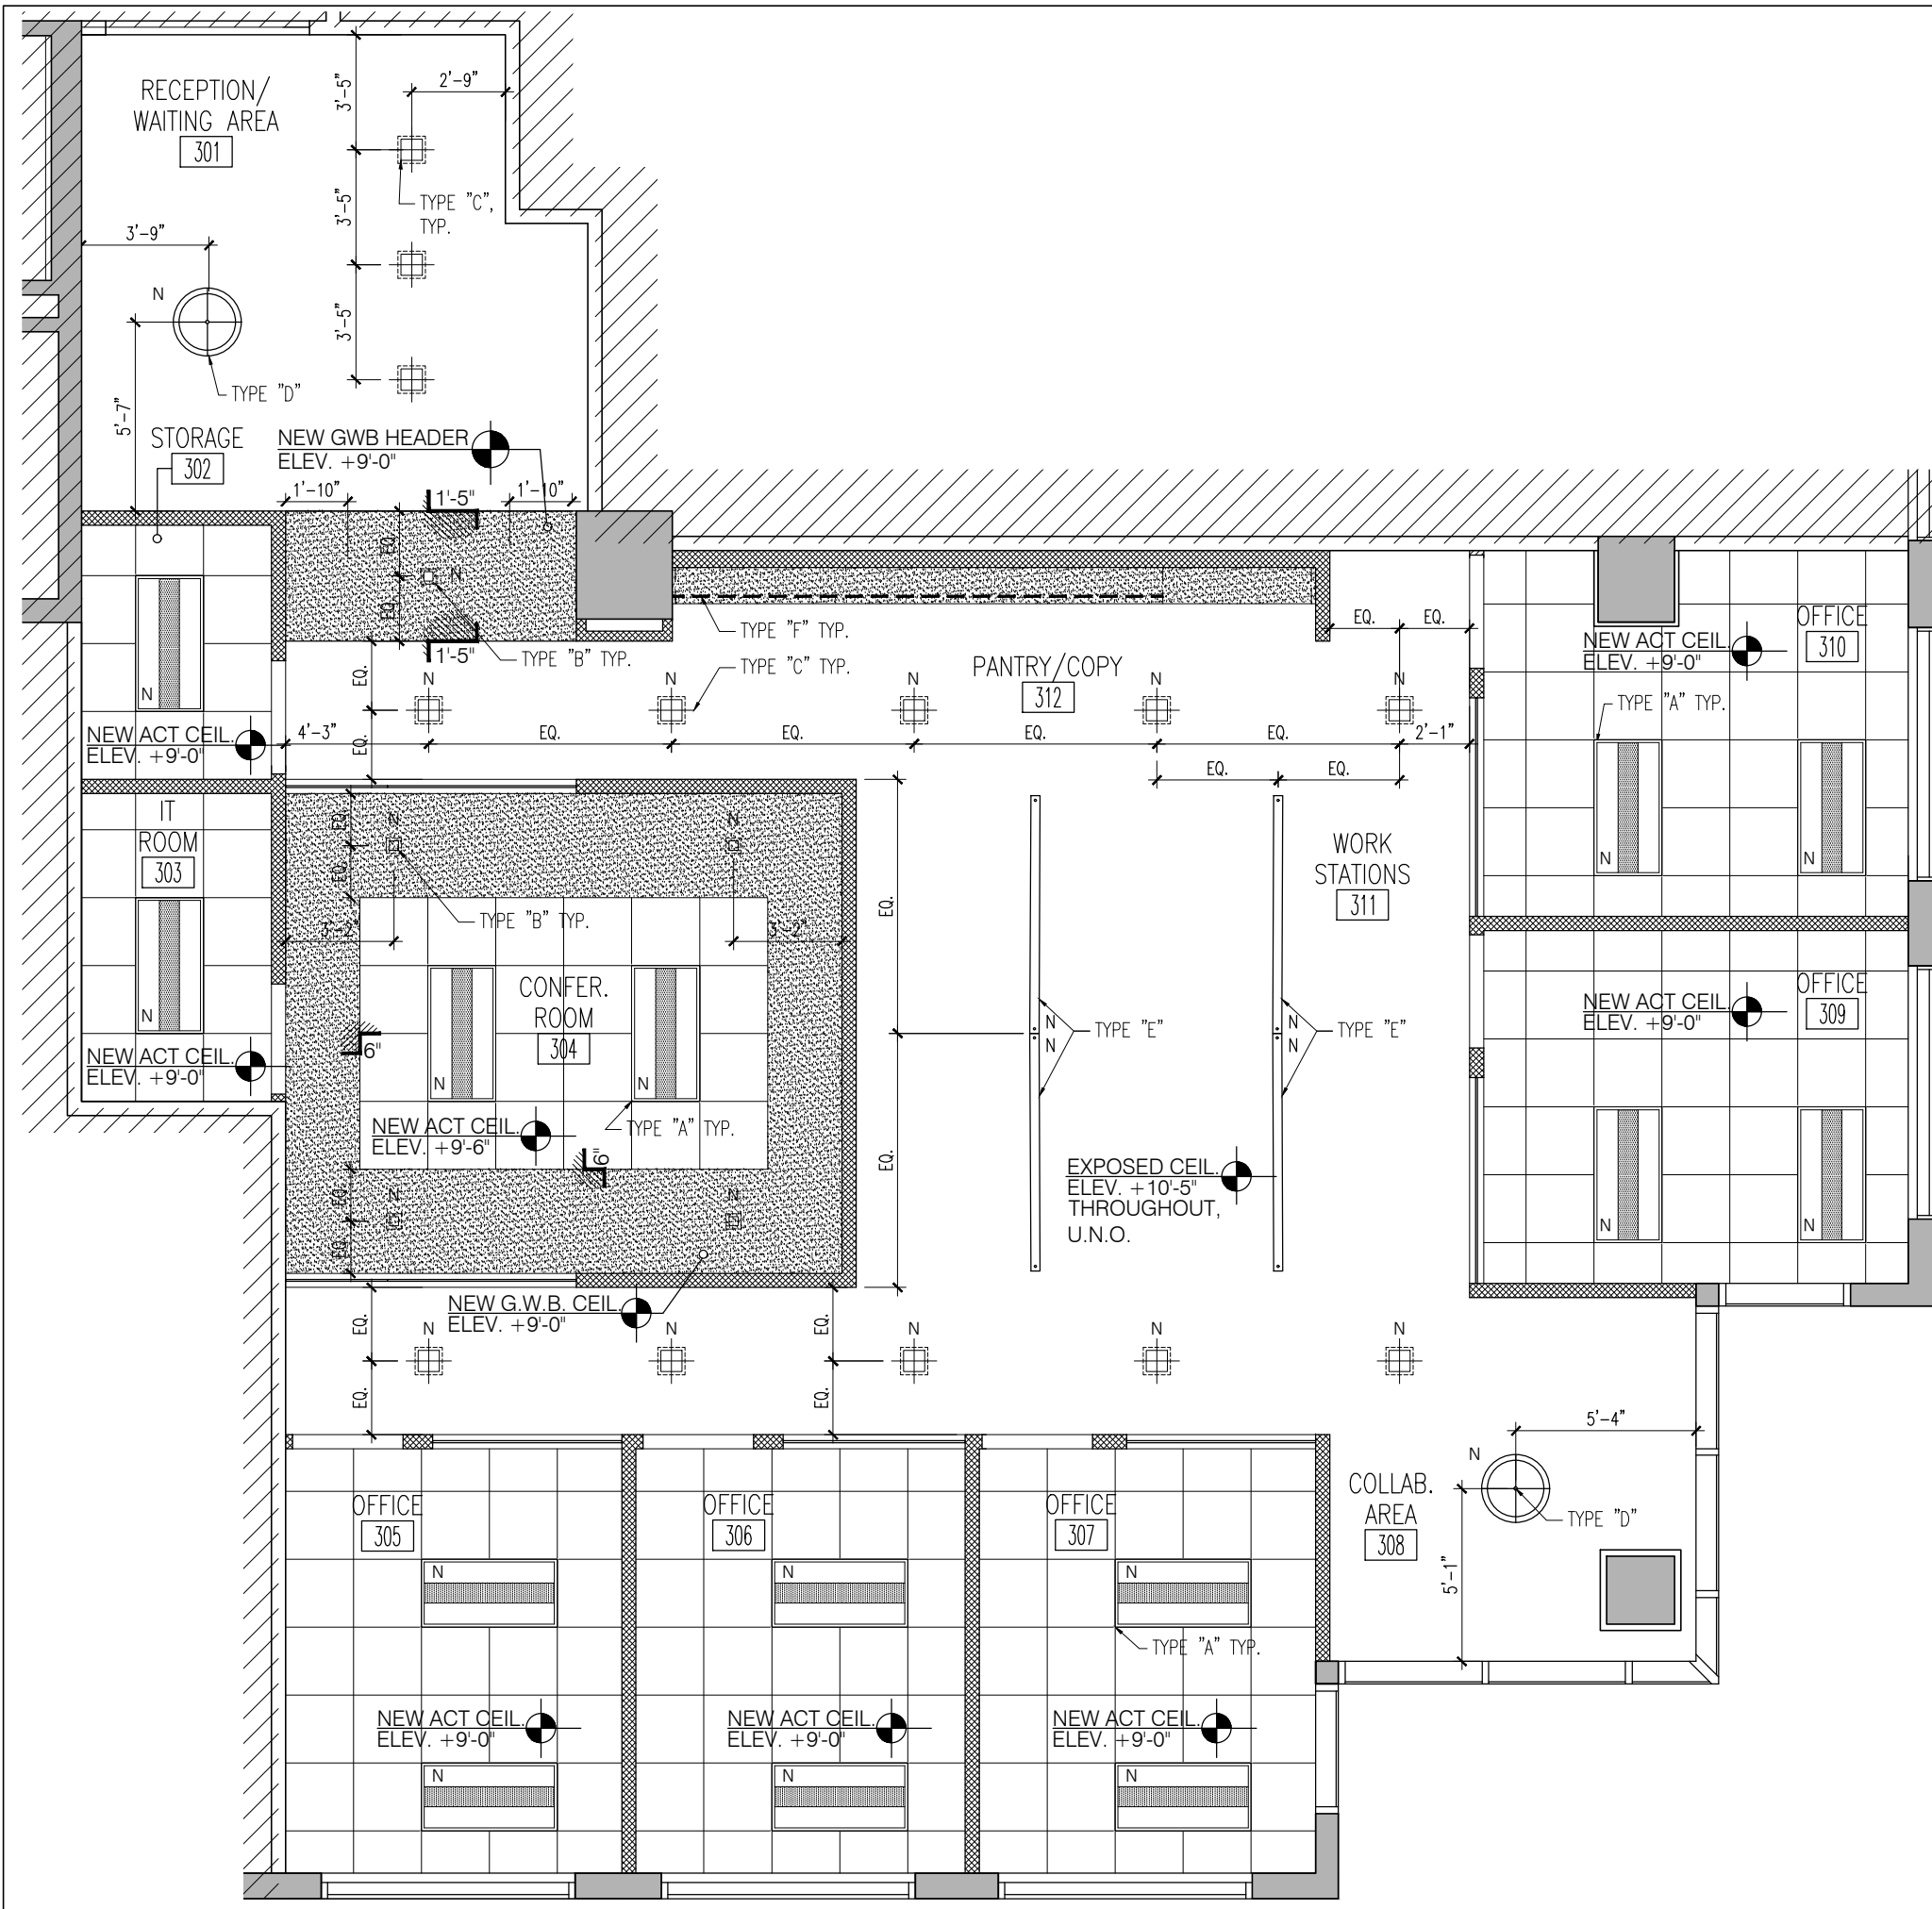 RECEPTION/
WAITING AREA
301
3'-5"
2'-9"
3'-5"
TYPE "C",
TYP.
3'-9"
N
3'-5"
TYPE "D"
5'-7"
STORAGE
302
NEW GWB HEADER
ELEV. +9'-0"
1'-10"
1'-5"
1'-10"
EQ.
N
EQ.
1'-5"
TYPE "B" TYP.
TYPE "F" TYP.
TYPE "C" TYP.
PANTRY/COPY
312
EQ.
EQ.
OFFICE
310
NEW ACT CEIL.
ELEV. +9'-0"
TYPE "A" TYP.
N
N
N
NEW ACT CEIL.
ELEV. +9'-0"
EQ.
EQ.
N
N
N
N
N
4'-3"
EQ.
EQ.
EQ.
EQ.
2'-1"
EQ.
EQ.
IT
ROOM
303
N
NEW ACT CEIL.
ELEV. +9'-0"
EQ.
EQ.
N
N
TYPE "B" TYP.
3'-2"
3'-2"
CONFER.
ROOM
304
6"
N
N
NEW ACT CEIL.
ELEV. +9'-6"
TYPE "A" TYP.
6"
EQ.
EQ.
N
N
NEW G.W.B. CEIL.
ELEV. +9'-0"
EQ.
EQ.
WORK
STATIONS
311
N
N
TYPE "E"
N
N
TYPE "E"
EXPOSED CEIL.
ELEV. +10'-5"
THROUGHOUT,
U.N.O.
OFFICE
309
NEW ACT CEIL.
ELEV. +9'-0"
N
N
EQ.
EQ.
EQ.
EQ.
N
N
N
N
N
5'-4"
N
COLLAB.
AREA
308
TYPE "D"
5'-1"
OFFICE
305
N
NEW ACT CEIL.
ELEV. +9'-0"
N
OFFICE
306
N
NEW ACT CEIL.
ELEV. +9'-0"
N
OFFICE
307
N
TYPE "A" TYP.
NEW ACT CEIL.
ELEV. +9'-0"
N